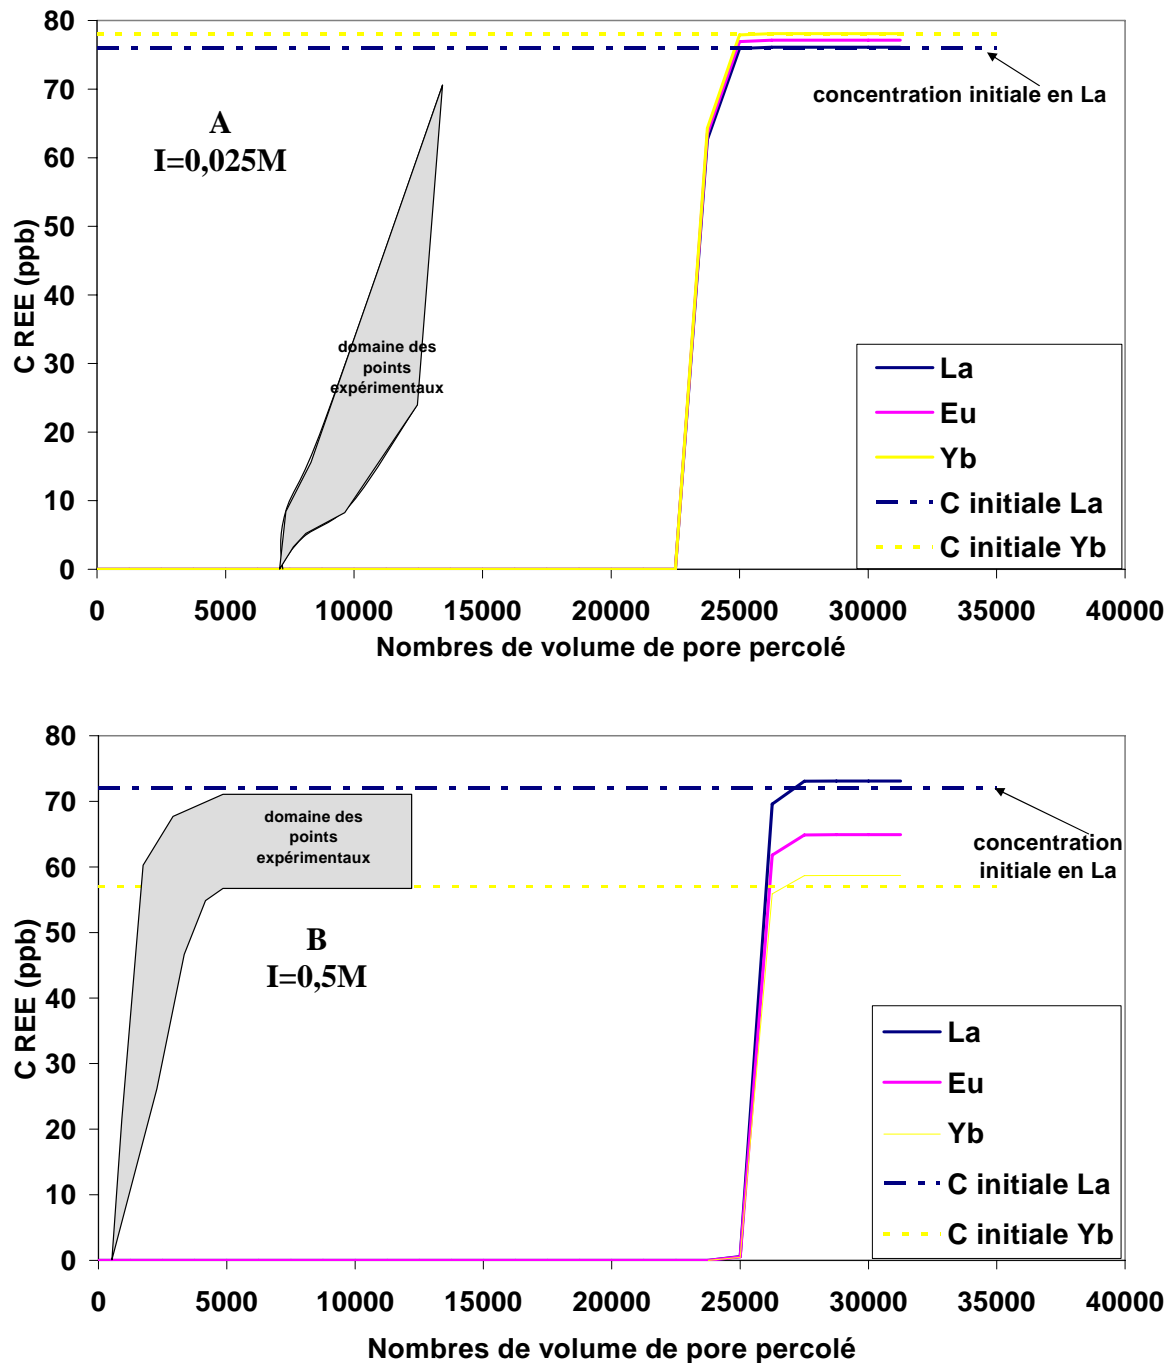 80
70
60
50
40
30
20
10
0
C REE (ppb)
A
I=0,025M
concentration initiale en La
domaine des
points
expérimentaux
La
Eu
Yb
C initiale La
C initiale Yb
0 5000 10000 15000 20000 25000 30000 35000 40000
Nombres de volume de pore percolé
80
70
60
50
40
30
20
10
0
C REE (ppb)
domaine des
points
expérimentaux
B
I=0,5M
concentration
initiale en La
La
Eu
Yb
C initiale La
C initiale Yb
0 5000 10000 15000 20000 25000 30000 35000 40000
Nombres de volume de pore percolé